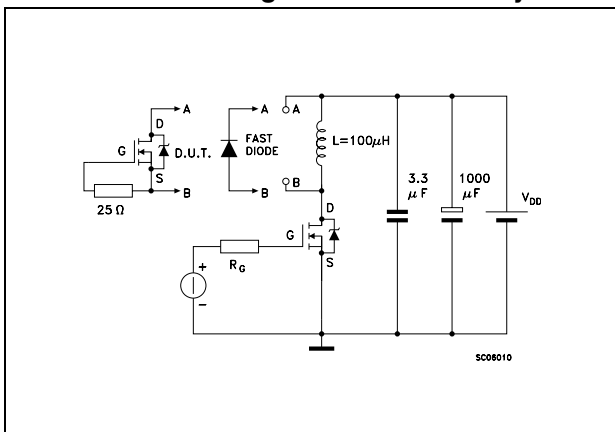 A
A
A
D
G
D.U.T.
FAST
DIODE
L=100μH
S
B
B
B
25 Ω
D
G
S
R_G
+
–
3.3
μF
1000
μF
V_DD
SC06010